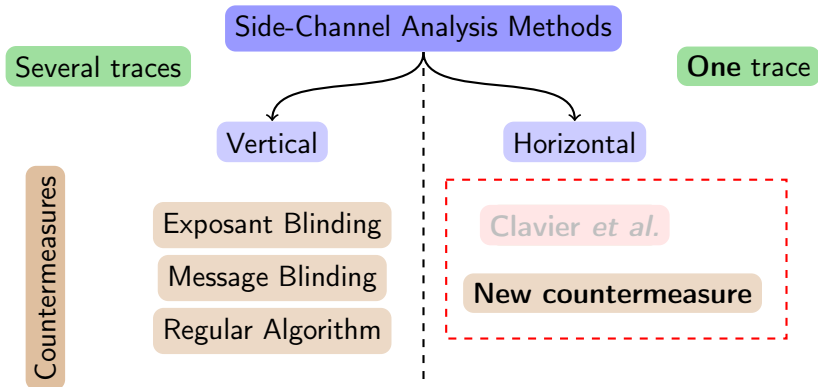 Side-Channel Analysis Methods
Several traces
One trace
Vertical
Horizontal
Countermeasures
Exposant Blinding
Message Blinding
Regular Algorithm
Clavier et al.
New countermeasure